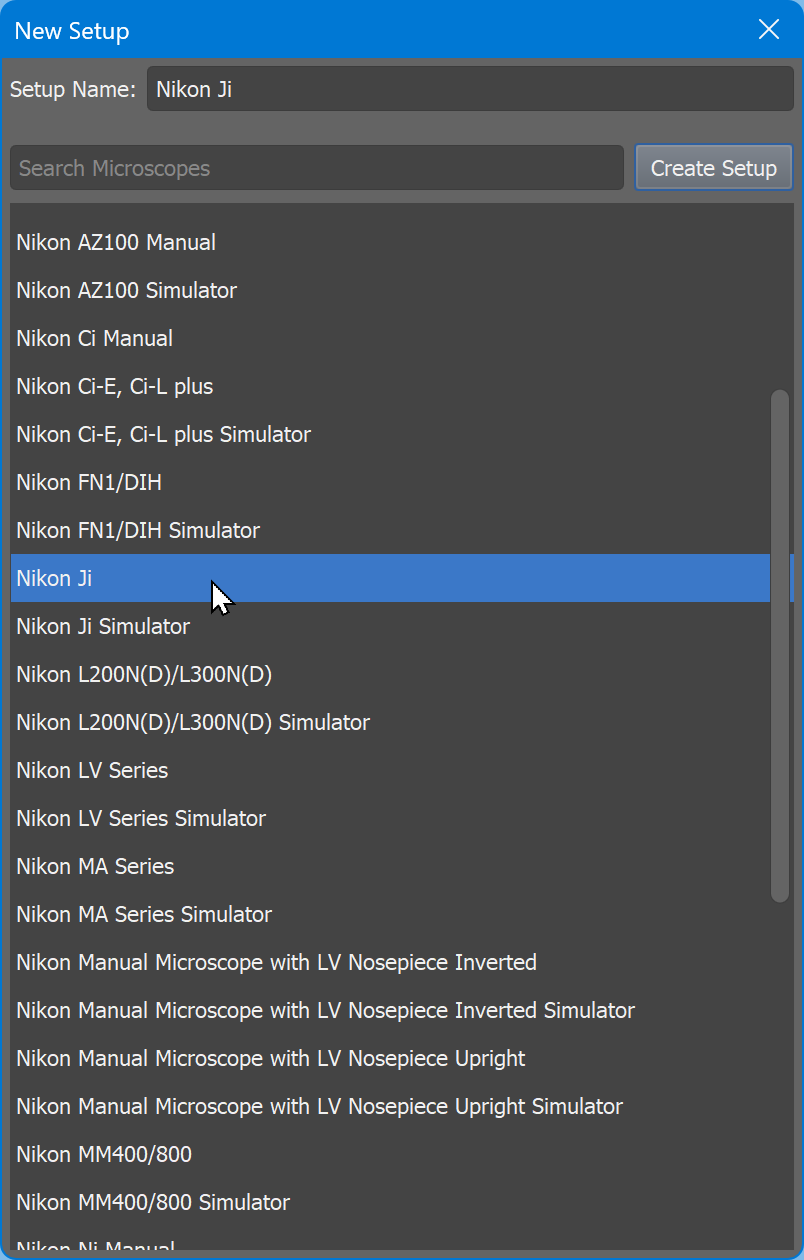 New Setup
Setup Name: Nikon Ji
Search Microscopes Create Setup
Nikon AZ100 Manual
Nikon AZ100 Simulator
Nikon Ci Manual
Nikon Ci-E, Ci-L plus
Nikon Ci-E, Ci-L plus Simulator
Nikon FN1/DIH
Nikon FN1/DIH Simulator
Nikon Ji
Nikon Ji Simulator
Nikon L200N(D)/L300N(D)
Nikon L200N(D)/L300N(D) Simulator
Nikon LV Series
Nikon LV Series Simulator
Nikon MA Series
Nikon MA Series Simulator
Nikon Manual Microscope with LV Nosepiece Inverted
Nikon Manual Microscope with LV Nosepiece Inverted Simulator
Nikon Manual Microscope with LV Nosepiece Upright
Nikon Manual Microscope with LV Nosepiece Upright Simulator
Nikon MM400/800
Nikon MM400/800 Simulator
Nikon Ni Manual